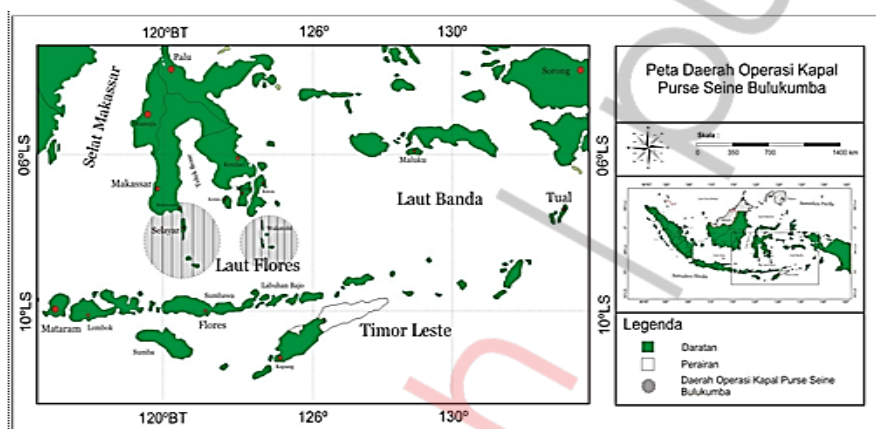 120°BT 126° 130°
Palu
Sorong
Selat Makassar
06°LS
Maluku
06°LS
Makassar
Laut Banda
Tual
Selayar
Laut Flores
Labuhan Bajo
Sumbawa
10°LS
10°LS
Mataram
Lombok
Flores
Timor Leste
Sumba
Kupang
120°BT 126° 130°
Peta Daerah Operasi Kapal
Purse Seine Bulukumba
Skala :
0 350 700 1400 km
Legenda
Daratan
Perairan
Daerah Operasi Kapal Purse Seine
Bulukumba